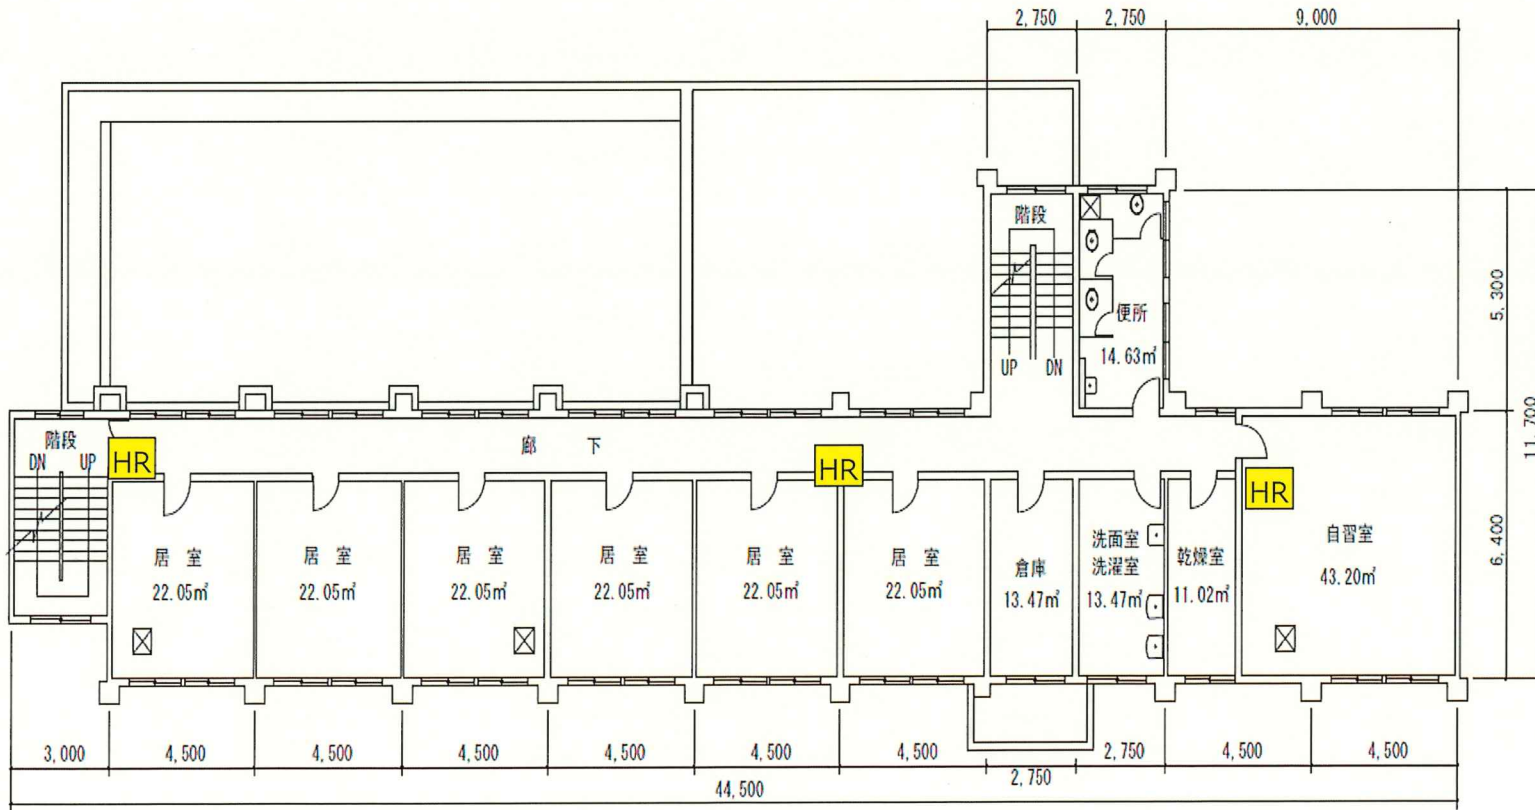 2,750
2,750
9,000
階段
UP DN
便所
14.63㎡
5,300
11,700
6,400
階段
DN UP
HR
廊 下
HR
HR
居 室
22.05㎡
居 室
22.05㎡
居 室
22.05㎡
居 室
22.05㎡
居 室
22.05㎡
居 室
22.05㎡
倉庫
13.47㎡
洗面室
洗濯室
13.47㎡
乾燥室
11.02㎡
自習室
43.20㎡
3,000
4,500
4,500
4,500
4,500
4,500
4,500
2,750
2,750
4,500
4,500
44,500